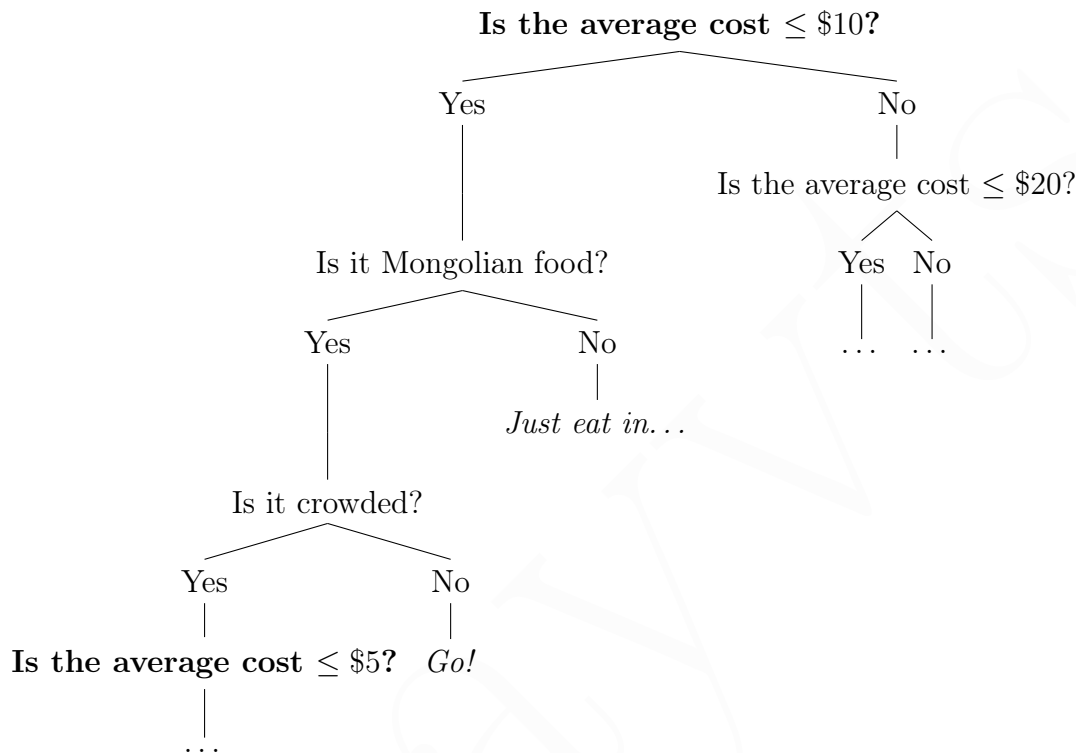 Is the average cost ≤ $10?
Yes No
Is the average cost ≤ $20?
Is it Mongolian food? Yes No
Yes No ... ...
Just eat in...
Is it crowded?
Yes No
Is the average cost ≤ $5? Go!
...